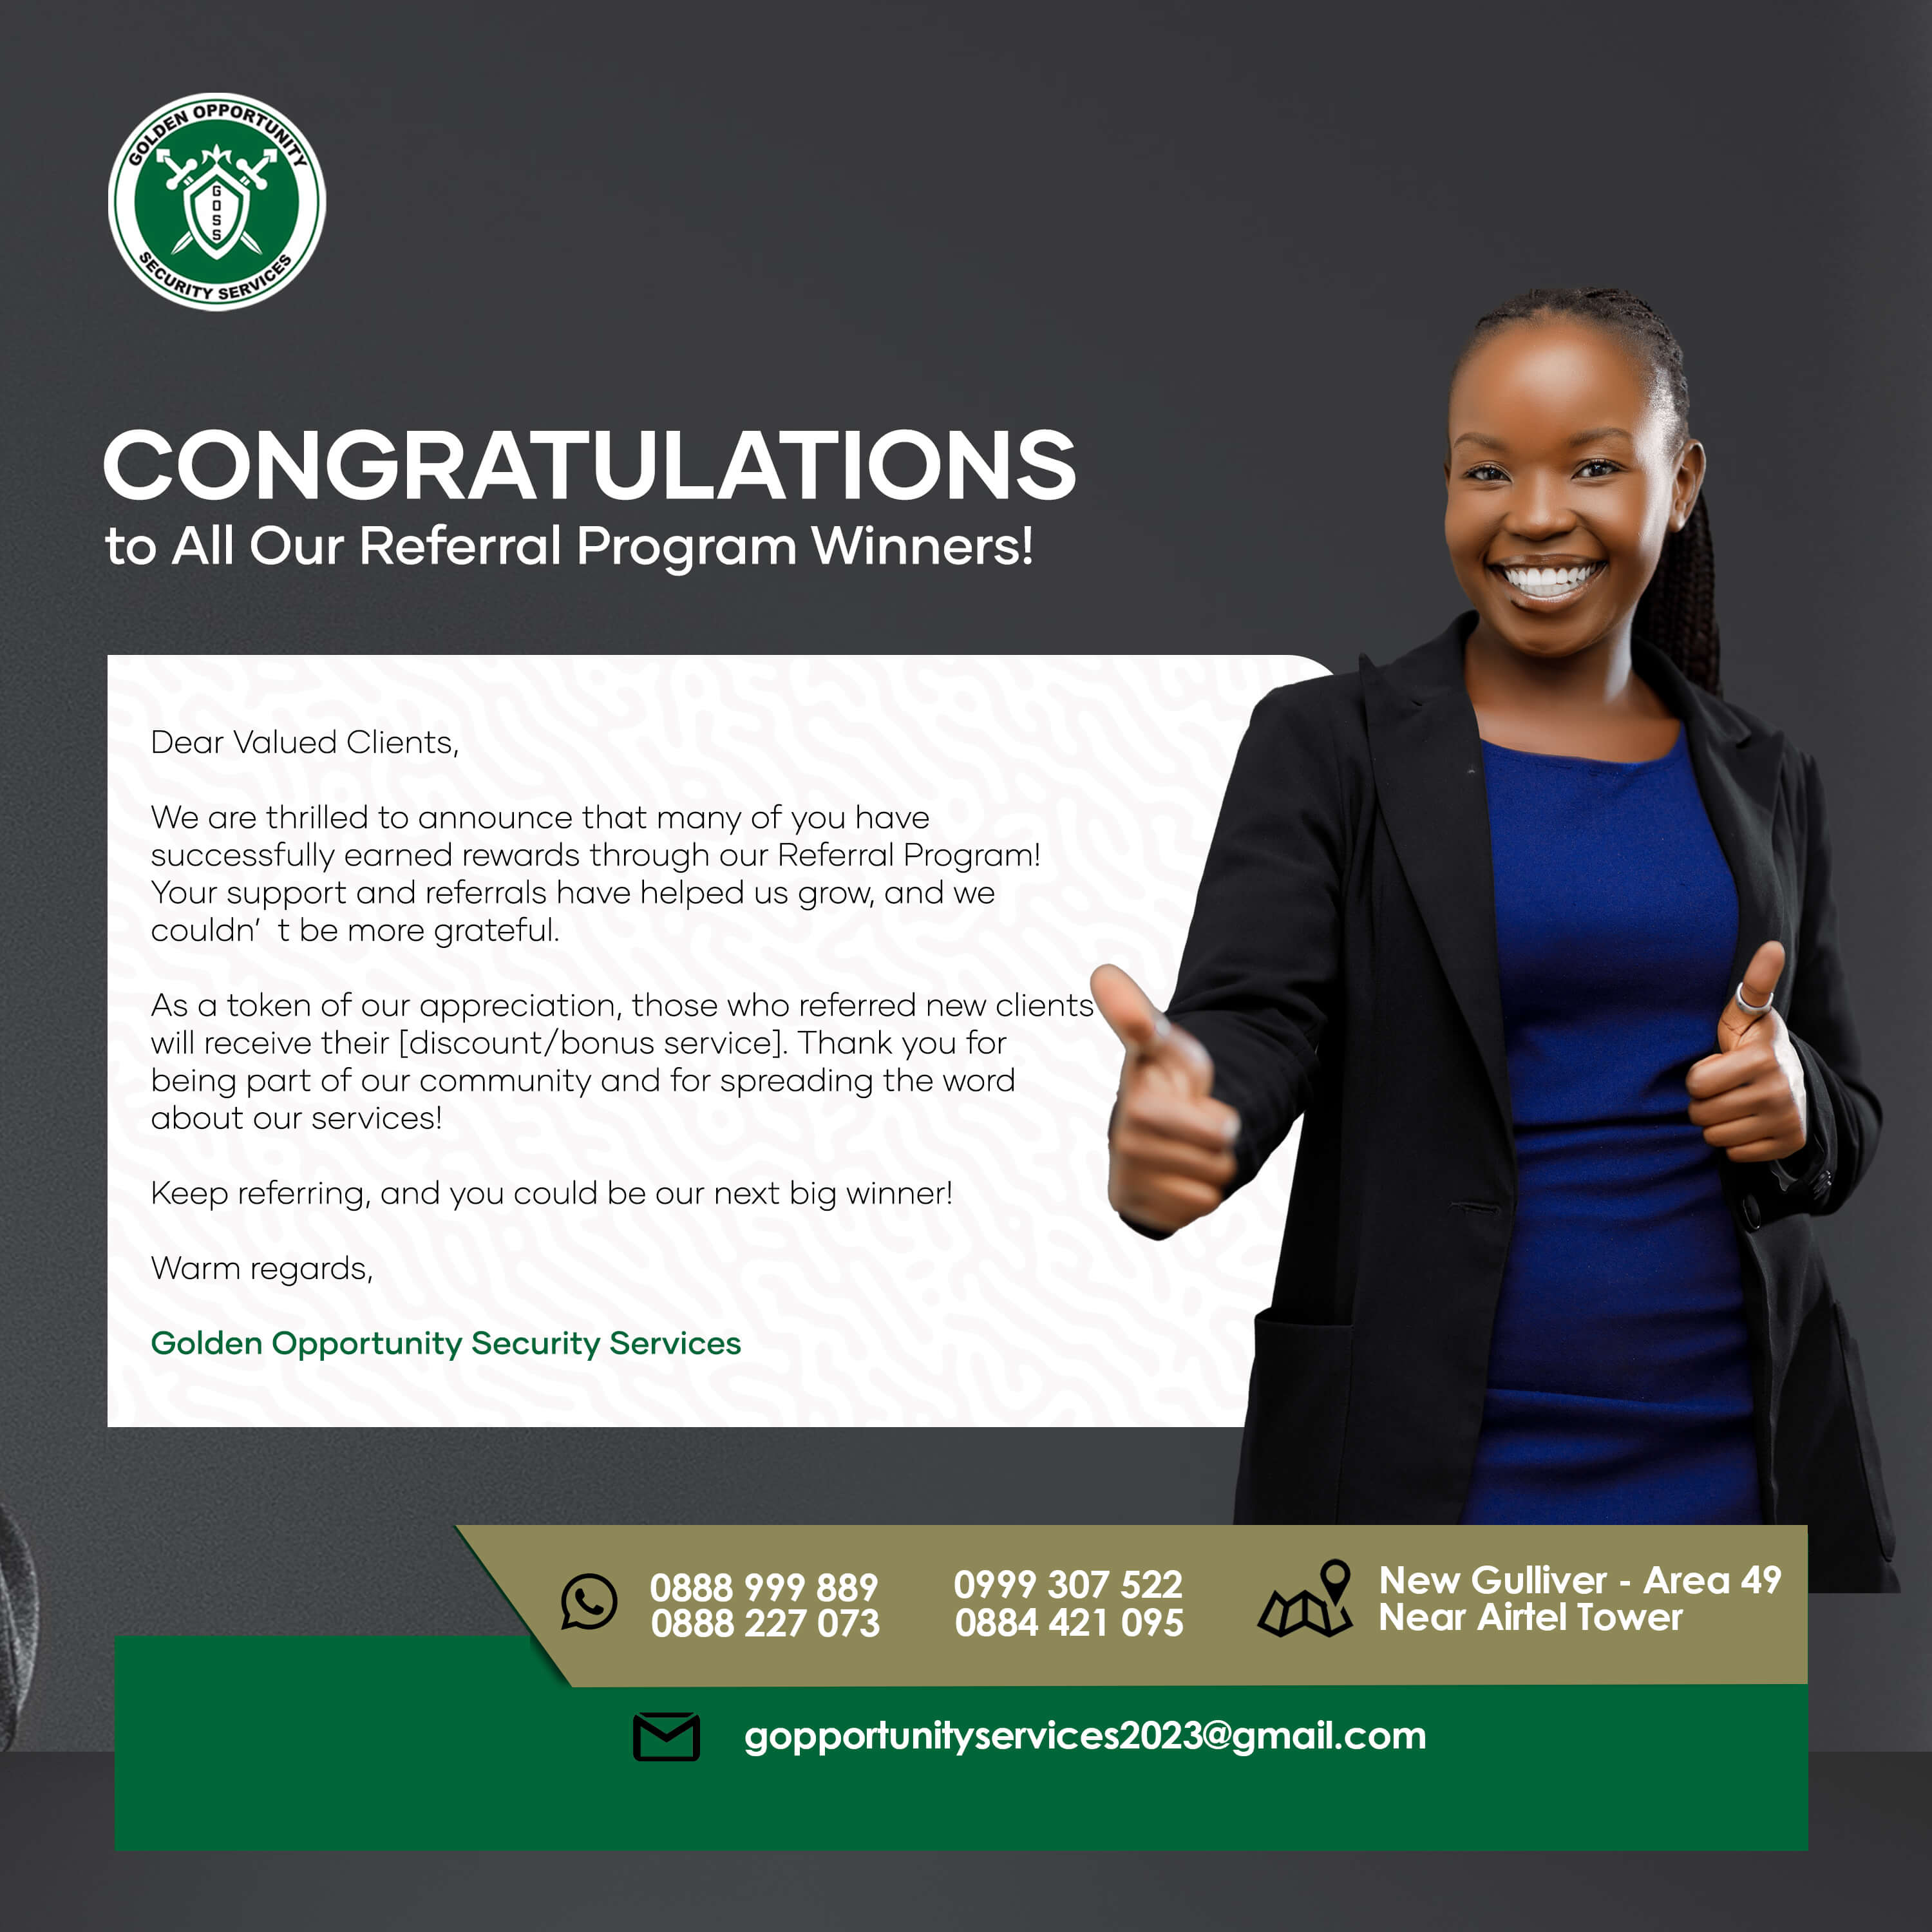 GOLDEN OPPORTUNITY
GOSS
SECURITY SERVICES
CONGRATULATIONS
to All Our Referral Program Winners!
Dear Valued Clients,
We are thrilled to announce that many of you have
successfully earned rewards through our Referral Program!
Your support and referrals have helped us grow, and we
couldn’ t be more grateful.
As a token of our appreciation, those who referred new clients
will receive their [discount/bonus service]. Thank you for
being part of our community and for spreading the word
about our services!
Keep referring, and you could be our next big winner!
Warm regards,
Golden Opportunity Security Services
0888 999 889
0888 227 073
0999 307 522
0884 421 095
New Gulliver - Area 49
Near Airtel Tower
gopportunityservices2023@gmail.com